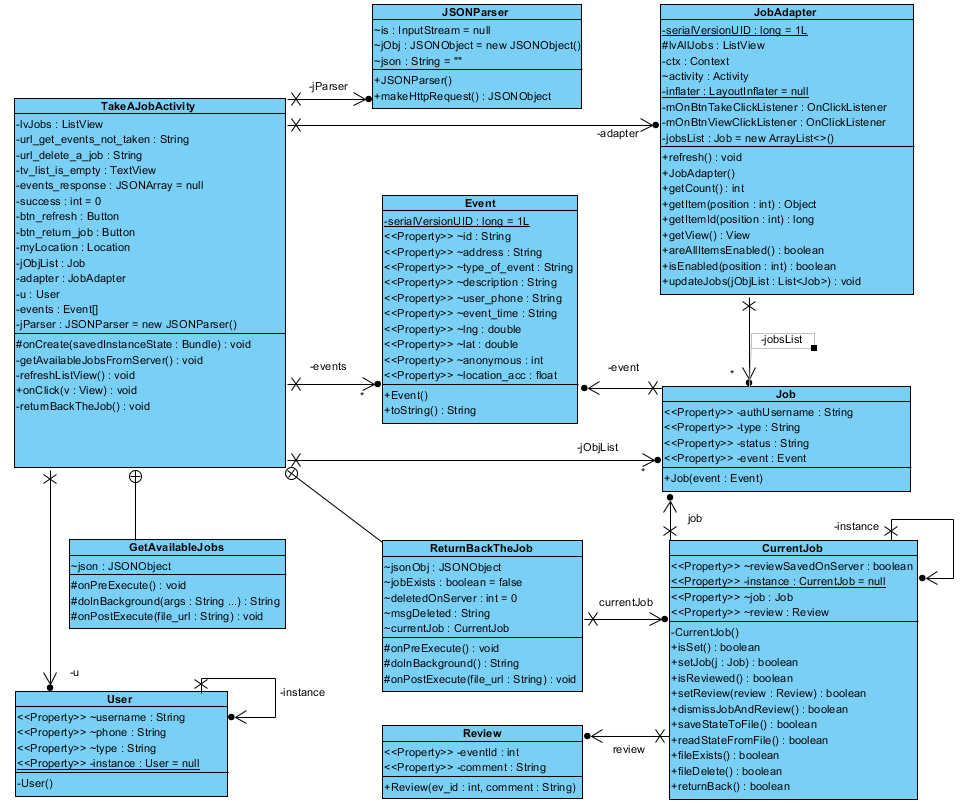 JSONParser
~is : InputStream = null
~jObj : JSONObject = new JSONObject()
~json : String = ""
+JSONParser()
+makeHttpRequest() : JSONObject
JobAdapter
-serialVersionUID : long = 1L
#lvAllJobs : ListView
-ctx : Context
~activity : Activity
-inflater : LayoutInflater = null
-mOnBtnTakeClickListener : OnClickListener
-mOnBtnViewClickListener : OnClickListener
-jobsList : Job = new ArrayList<>()
+refresh() : void
+JobAdapter()
+getCount() : int
+getItem(position : int) : Object
+getItemId(position : int) : long
+getView() : View
+areAllItemsEnabled() : boolean
+isEnabled(position : int) : boolean
+updateJobs(jObjList : List<Job>) : void
-jParser
-adapter
TakeAJobActivity
-lvJobs : ListView
-url_get_events_not_taken : String
-url_delete_a_job : String
-tv_list_is_empty : TextView
-events_response : JSONArray = null
-success : int = 0
-btn_refresh : Button
-btn_return_job : Button
-myLocation : Location
-jObjList : Job
-adapter : JobAdapter
-u : User
-events : Event[]
-jParser : JSONParser = new JSONParser()
#onCreate(savedInstanceState : Bundle) : void
-getAvailableJobsFromServer() : void
-refreshListView() : void
+onClick(v : View) : void
-returnBackTheJob() : void
Event
-serialVersionUID : long = 1L
<<Property>> ~id : String
<<Property>> ~address : String
<<Property>> ~type_of_event : String
<<Property>> ~description : String
<<Property>> ~user_phone : String
<<Property>> ~event_time : String
<<Property>> ~lng : double
<<Property>> ~lat : double
<<Property>> ~anonymous : int
<<Property>> ~location_acc : float
+Event()
+toString() : String
-jobsList
*
-events
*
-event
Job
<<Property>> -authUsername : String
<<Property>> -type : String
<<Property>> -status : String
<<Property>> -event : Event
+Job(event : Event)
-jObjList
*
job
-instance
GetAvailableJobs
~json : JSONObject
#onPreExecute() : void
#doInBackground(args : String ...) : String
#onPostExecute(file_url : String) : void
ReturnBackTheJob
~jsonObj : JSONObject
~jobExists : boolean = false
~deletedOnServer : int = 0
~msgDeleted : String
~currentJob : CurrentJob
#onPreExecute() : void
#doInBackground() : String
#onPostExecute(file_url : String) : void
currentJob
CurrentJob
<<Property>> ~reviewSavedOnServer : boolean
<<Property>> -instance : CurrentJob = null
<<Property>> ~job : Job
<<Property>> ~review : Review
-CurrentJob()
+isSet() : boolean
+setJob(j : Job) : boolean
+isReviewed() : boolean
+setReview(review : Review) : boolean
+dismissJobAndReview() : boolean
+saveStateToFile() : boolean
+readStateFromFile() : boolean
+fileExists() : boolean
+fileDelete() : boolean
+returnBack() : boolean
-u
-instance
User
<<Property>> ~username : String
<<Property>> ~phone : String
<<Property>> ~type : String
<<Property>> -instance : User = null
-User()
Review
<<Property>> -eventId : int
<<Property>> -comment : String
+Review(ev_id : int, comment : String)
review